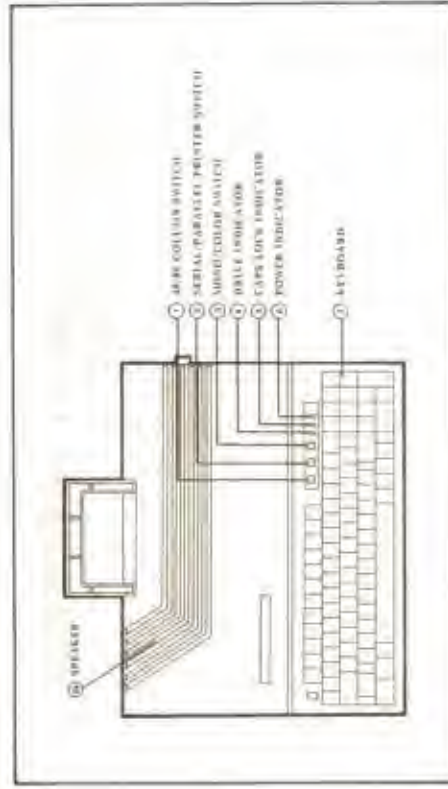 ① 40/80 COLUMN SWITCH
② SERIAL/PARALLEL PRINTER SWITCH
③ MONO/COLOR SWITCH
④ DRIVE INDICATOR
⑤ CAPS LOCK INDICATOR
⑥ POWER INDICATOR
⑦ KEYBOARD
SPEAKER